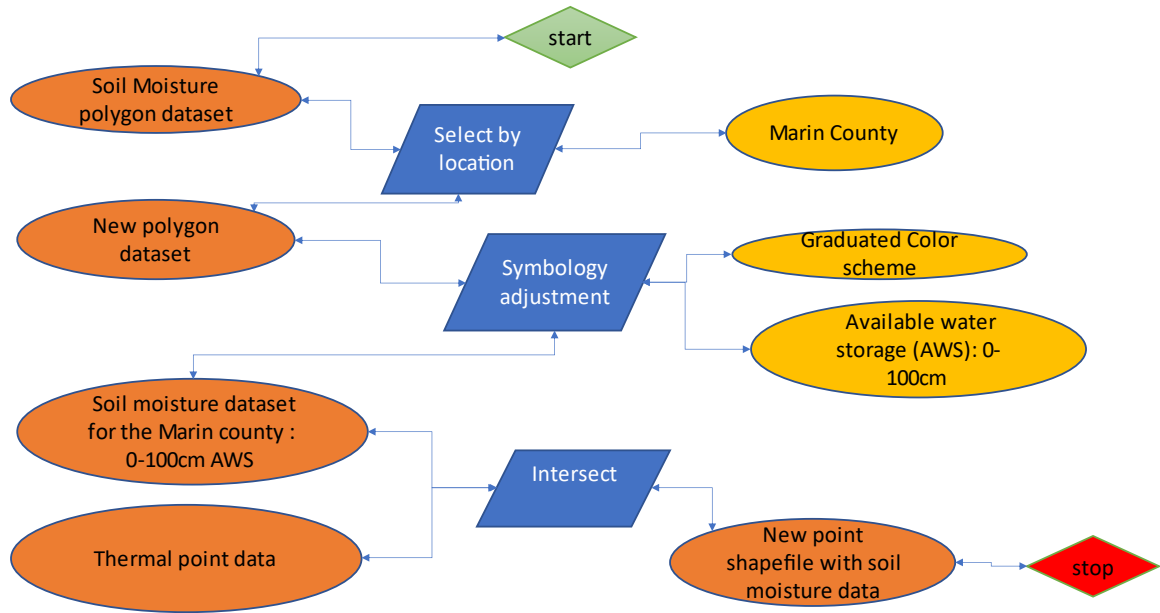 start
Soil Moisture
polygon dataset
Select by
location
Marin County
New polygon
dataset
Graduated Color
scheme
Symbology
adjustment
Available water
storage (AWS): 0-
100cm
Soil moisture dataset
for the Marin county :
0-100cm AWS
Intersect
Thermal point data
New point
shapefile with soil
moisture data
stop